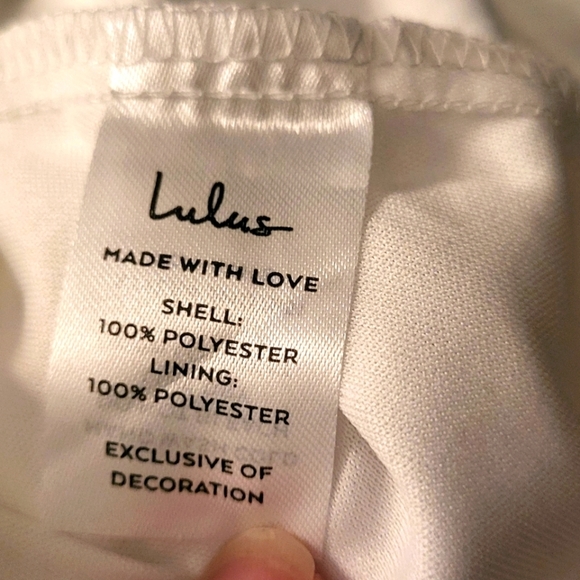 Lulus
MADE WITH LOVE
SHELL:
100% POLYESTER
LINING:
100% POLYESTER
EXCLUSIVE OF
DECORATION